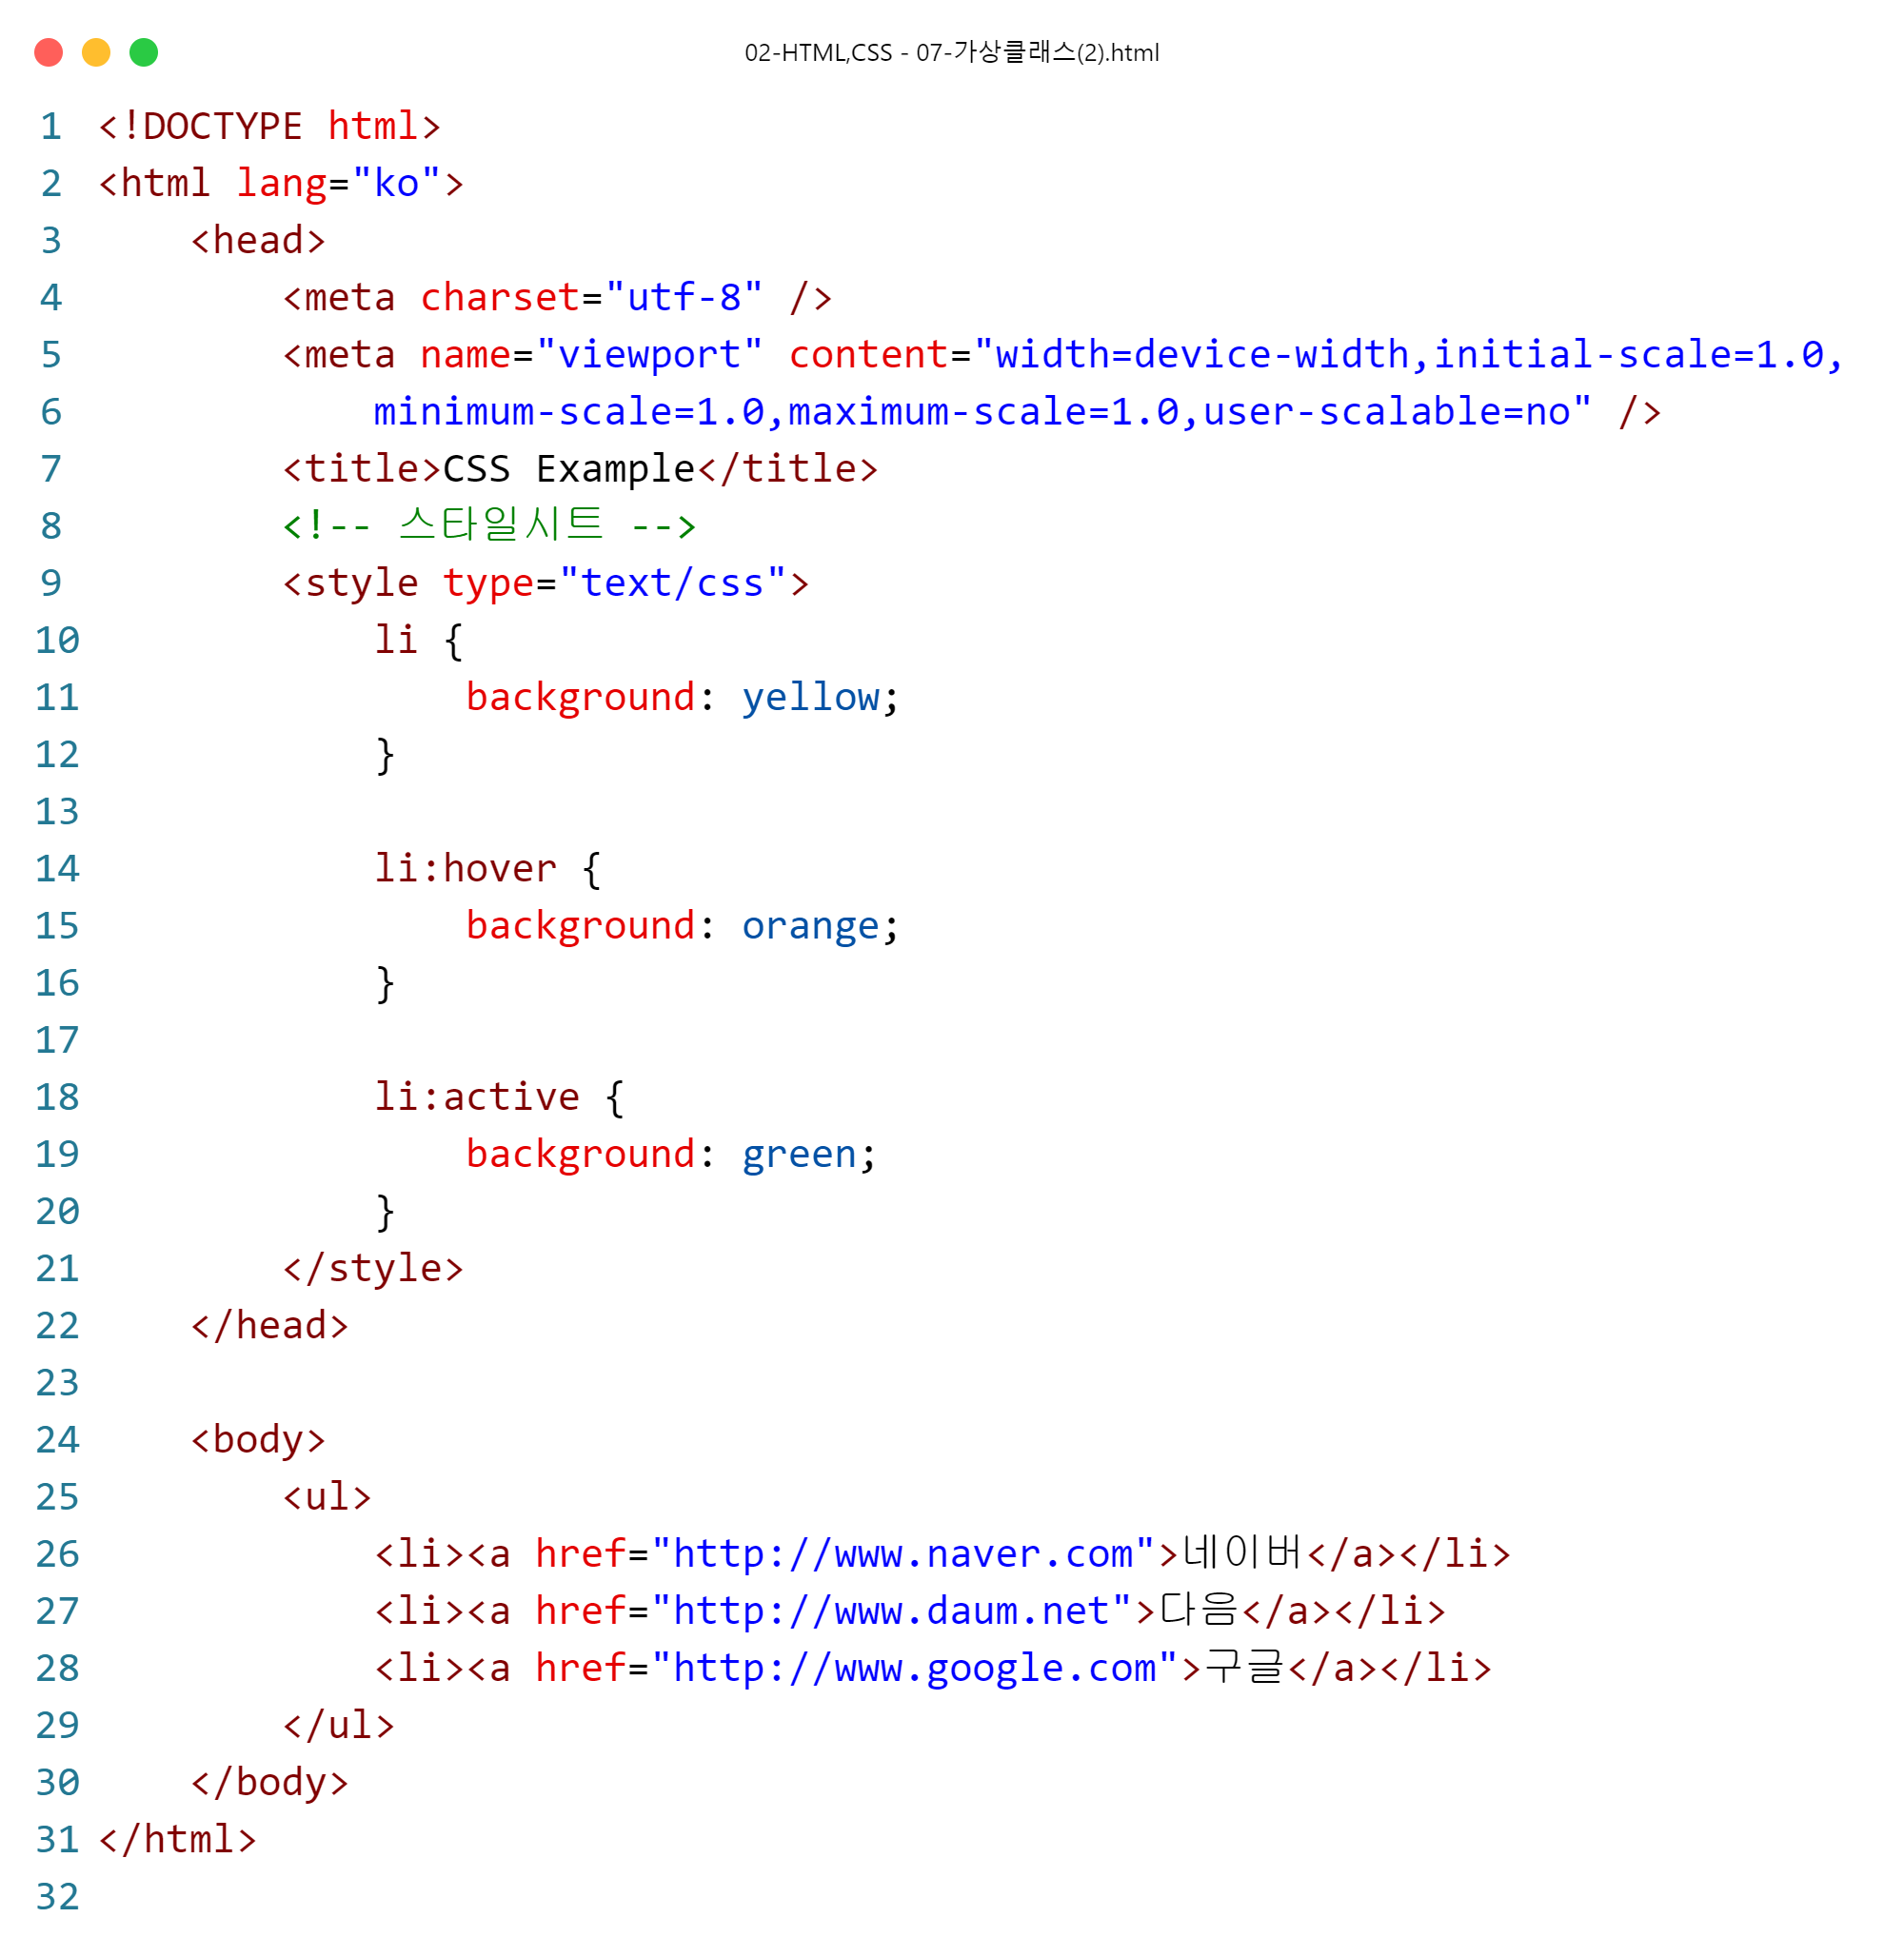 02-HTML,CSS - 07-가상클래스(2).html
1 <!DOCTYPE html>
2 <html lang="ko">
3     <head>
4         <meta charset="utf-8" />
5         <meta name="viewport" content="width=device-width,initial-scale=1.0,
6             minimum-scale=1.0,maximum-scale=1.0,user-scalable=no" />
7         <title>CSS Example</title>
8         <!-- 스타일시트 -->
9         <style type="text/css">
10             li {
11                 background: yellow;
12             }
13
14             li:hover {
15                 background: orange;
16             }
17
18             li:active {
19                 background: green;
20             }
21         </style>
22     </head>
23
24     <body>
25         <ul>
26             <li><a href="http://www.naver.com">네이버</a></li>
27             <li><a href="http://www.daum.net">다음</a></li>
28             <li><a href="http://www.google.com">구글</a></li>
29         </ul>
30     </body>
31 </html>
32